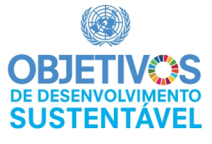 OBJETIVOS
DE DESENVOLVIMENTO
SUSTENTÁVEL